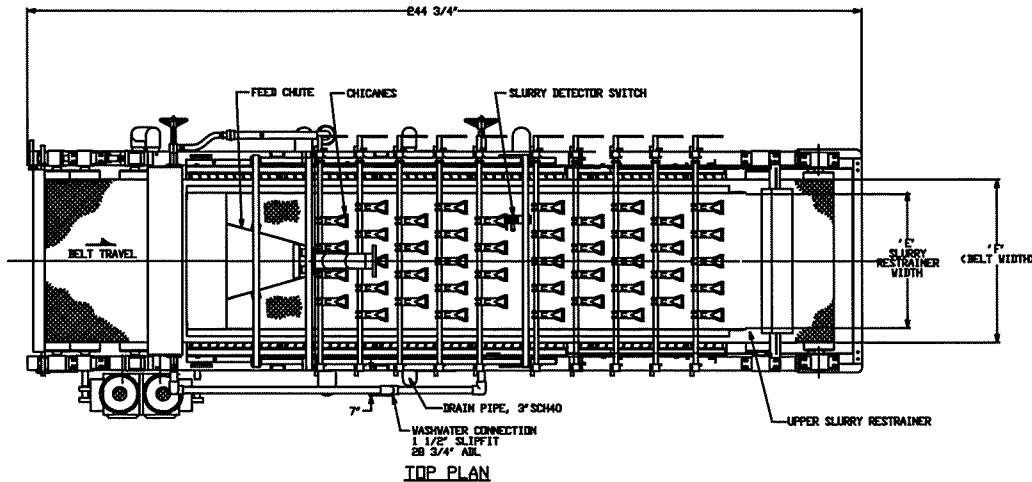 244 3/4"
FEED CHUTE
CHICANES
SLURRY DETECTOR SWITCH
BELT TRAVEL
'E'
SLURRY
RESTRAINER
WIDTH
'F'
(BELT WIDTH)
7"
DRAIN PIPE, 3"SCH40
WASHWATER CONNECTION
1 1/2" SLIPFIT
28 3/4" ADL
UPPER SLURRY RESTRAINER
TOP PLAN